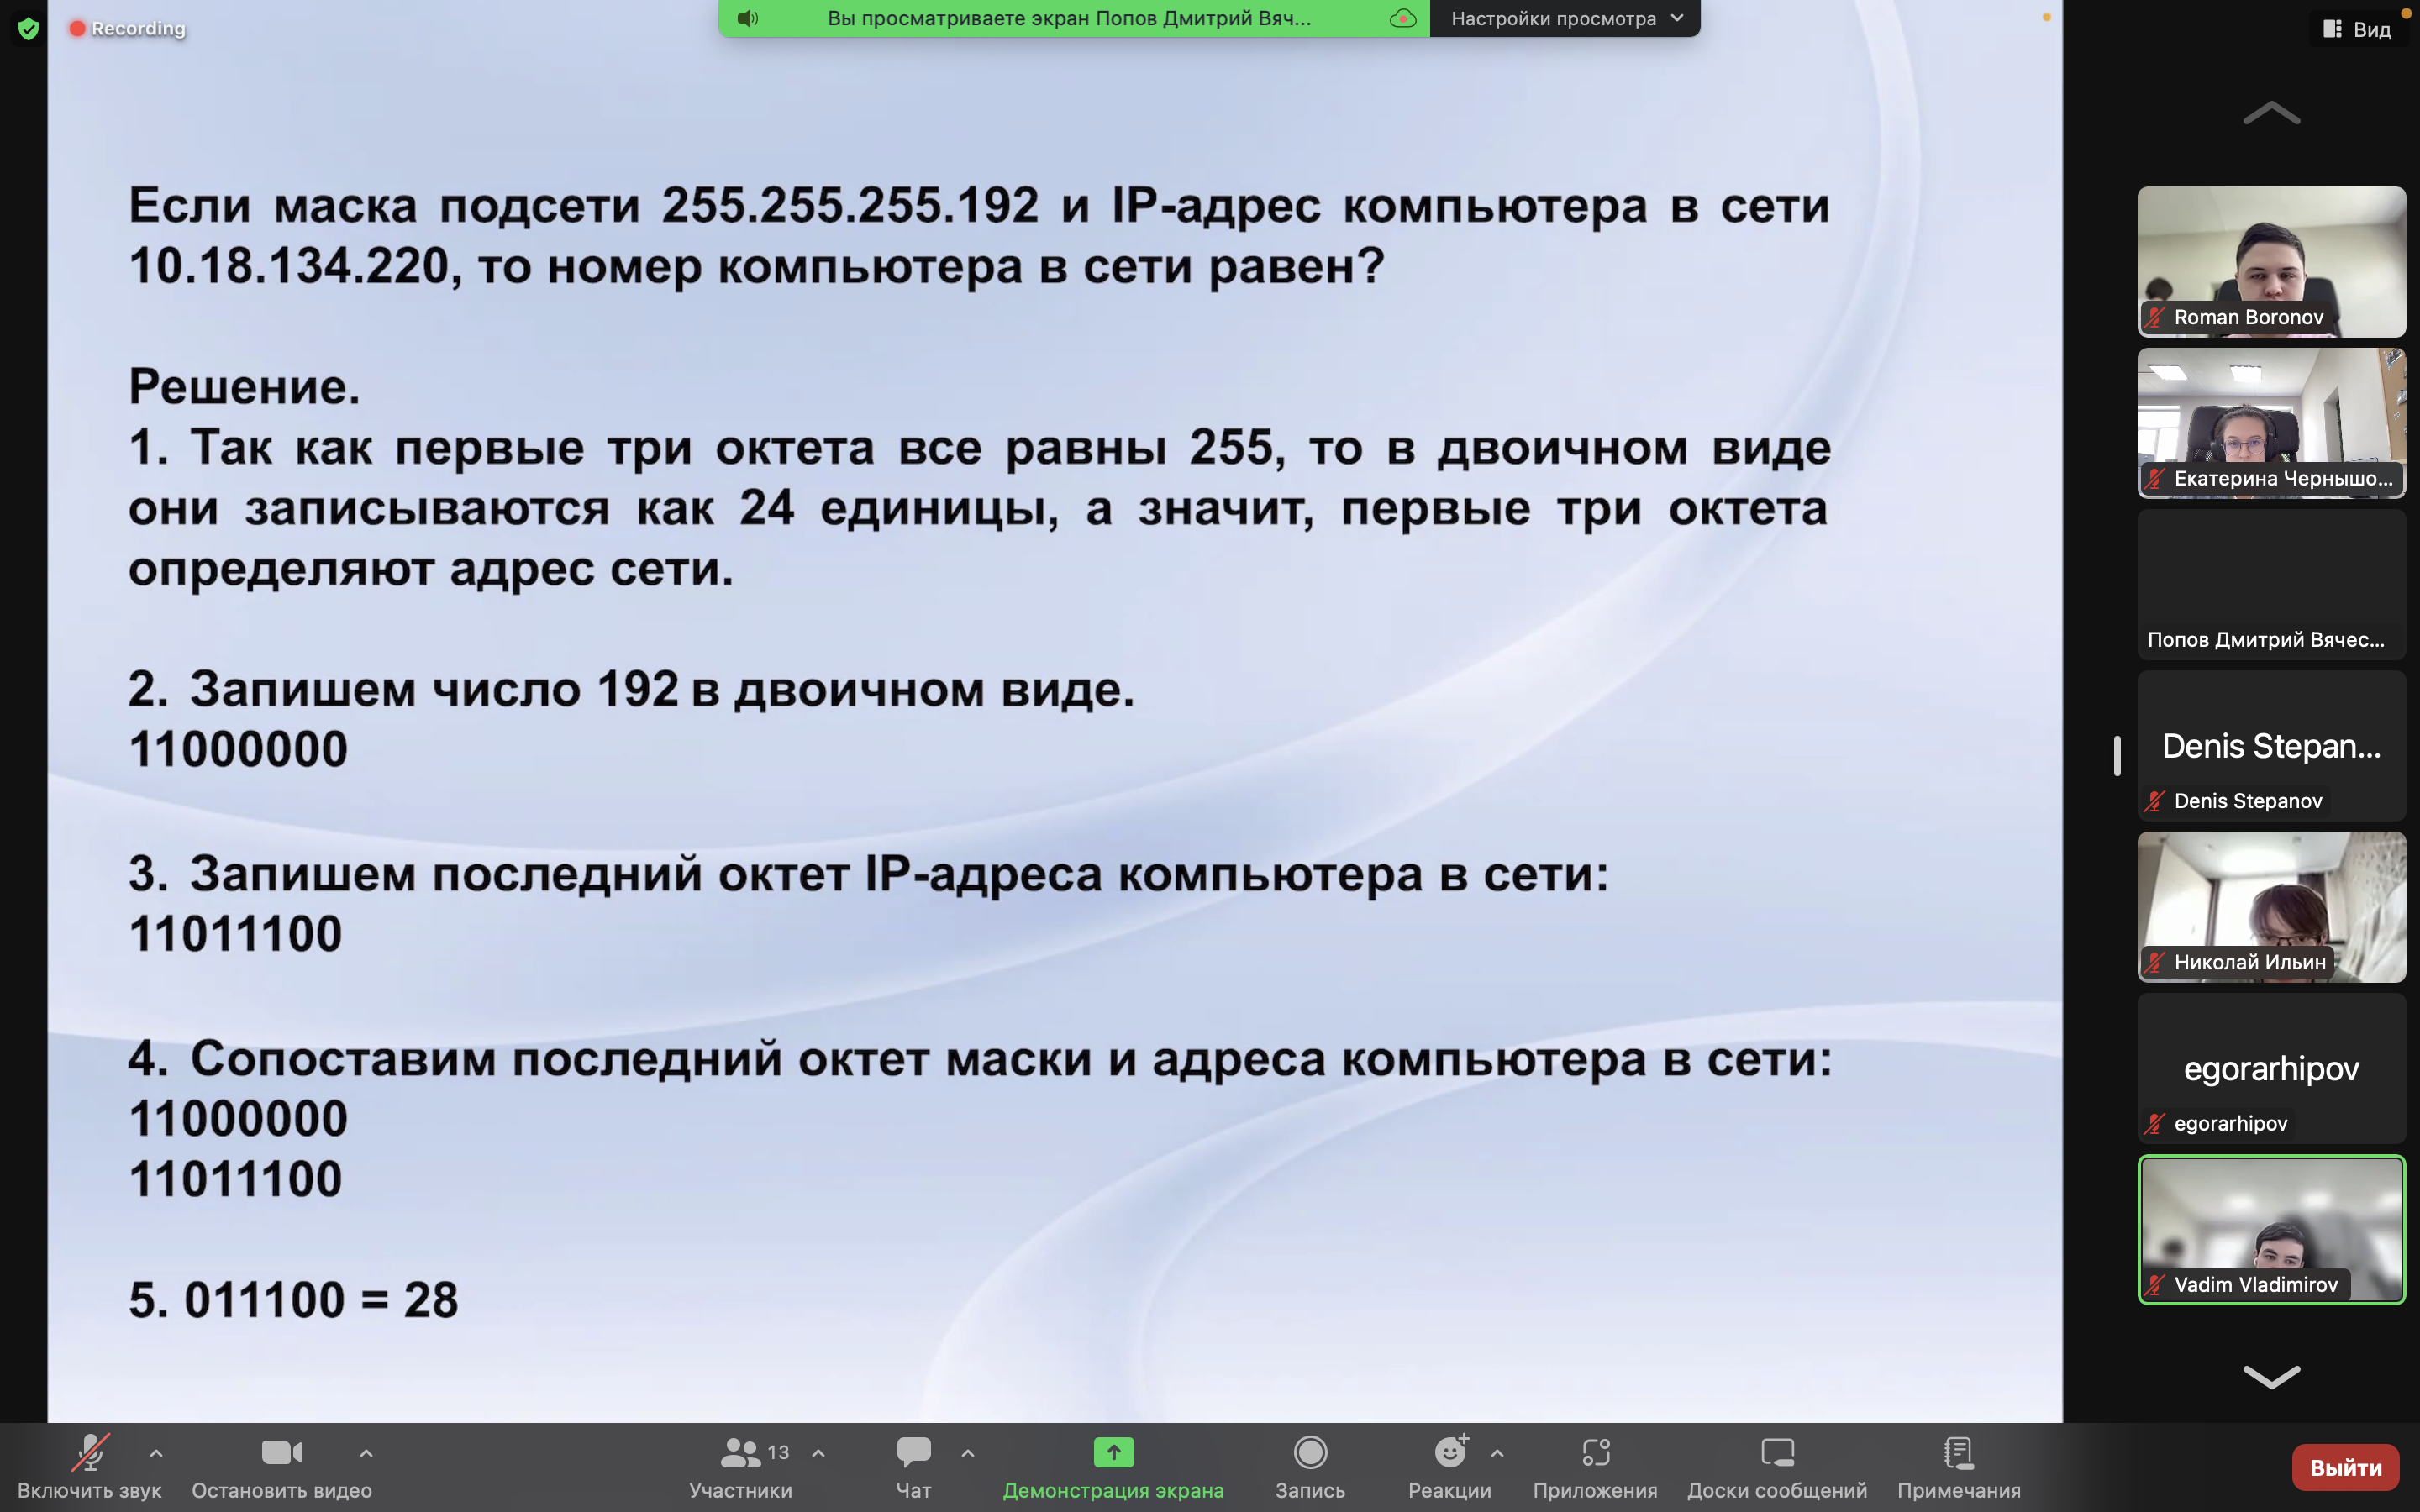 Recording
Вы просматриваете экран Попов Дмитрий Вяч...
Настройки просмотра
Вид
Если маска подсети 255.255.255.192 и IP-адрес компьютера в сети
10.18.134.220, то номер компьютера в сети равен?
Решение.
1. Так как первые три октета все равны 255, то в двоичном виде
они записываются как 24 единицы, а значит, первые три октета
определяют адрес сети.
2. Запишем число 192 в двоичном виде.
11000000
3. Запишем последний октет IP-адреса компьютера в сети:
11011100
4. Сопоставим последний октет маски и адреса компьютера в сети:
11000000
11011100
5. 011100 = 28
Roman Boronov
Екатерина Чернышо...
Попов Дмитрий Вячес...
Denis Stepan...
Denis Stepanov
Николай Ильин
egorarhipov
egorarhipov
Vadim Vladimirov
Включить звук
Остановить видео
13
Участники
Чат
Демонстрация экрана
Запись
Реакции
Приложения
Доски сообщений
Примечания
Выйти